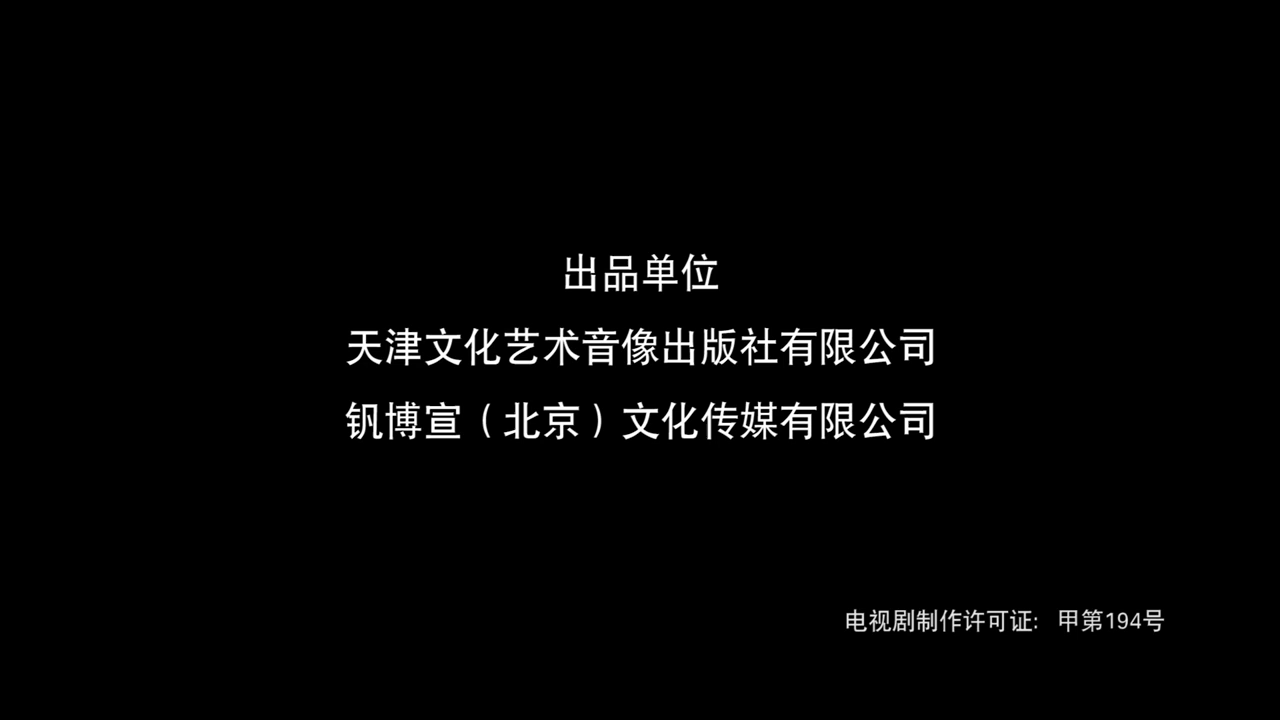 出品单位
天津文化艺术音像出版社有限公司
钒博宣（北京）文化传媒有限公司
电视剧制作许可证: 甲第194号